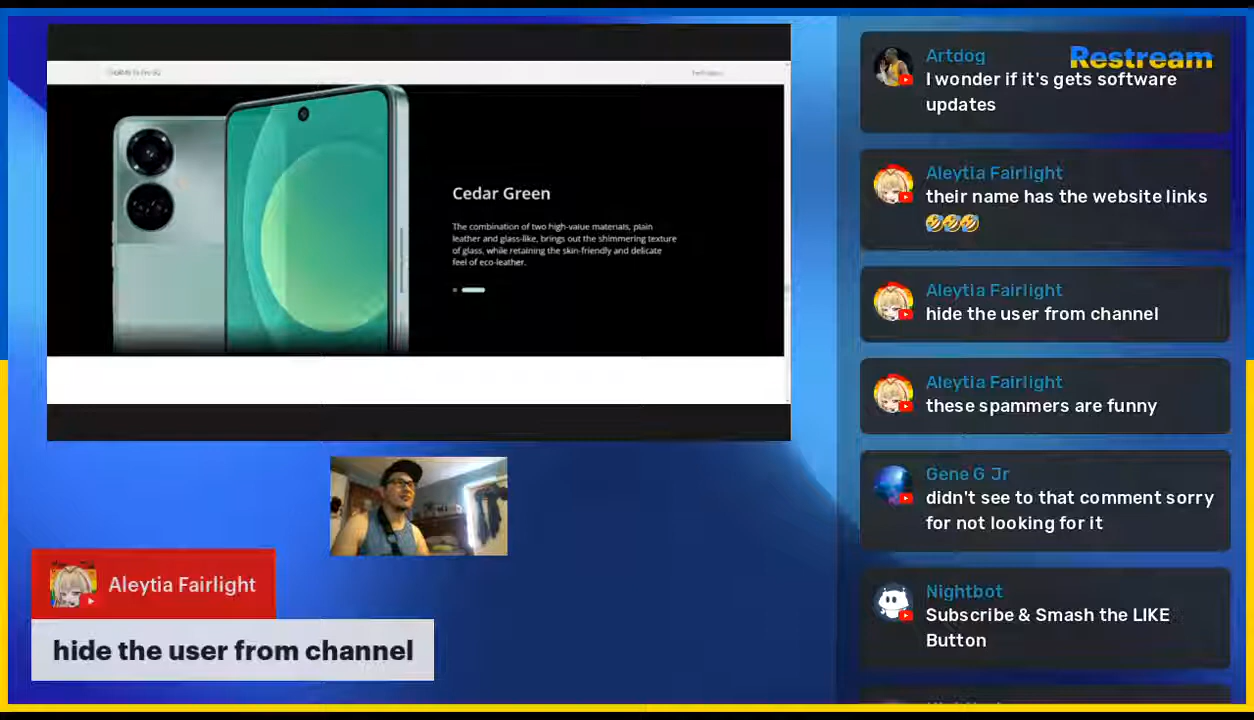 Cedar Green
The combination of two high-value materials, plain
leather and glass-like, brings out the shimmering texture
of glass, while retaining the skin-friendly and delicate
feel of eco-leather.
Aleytia Fairlight
hide the user from channel
Restream
Artdog
I wonder if it's gets software
updates
Aleytia Fairlight
their name has the website links
🤣🤣🤣
Aleytia Fairlight
hide the user from channel
Aleytia Fairlight
these spammers are funny
Gene G Jr
didn't see to that comment sorry
for not looking for it
Nightbot
Subscribe & Smash the LIKE
Button